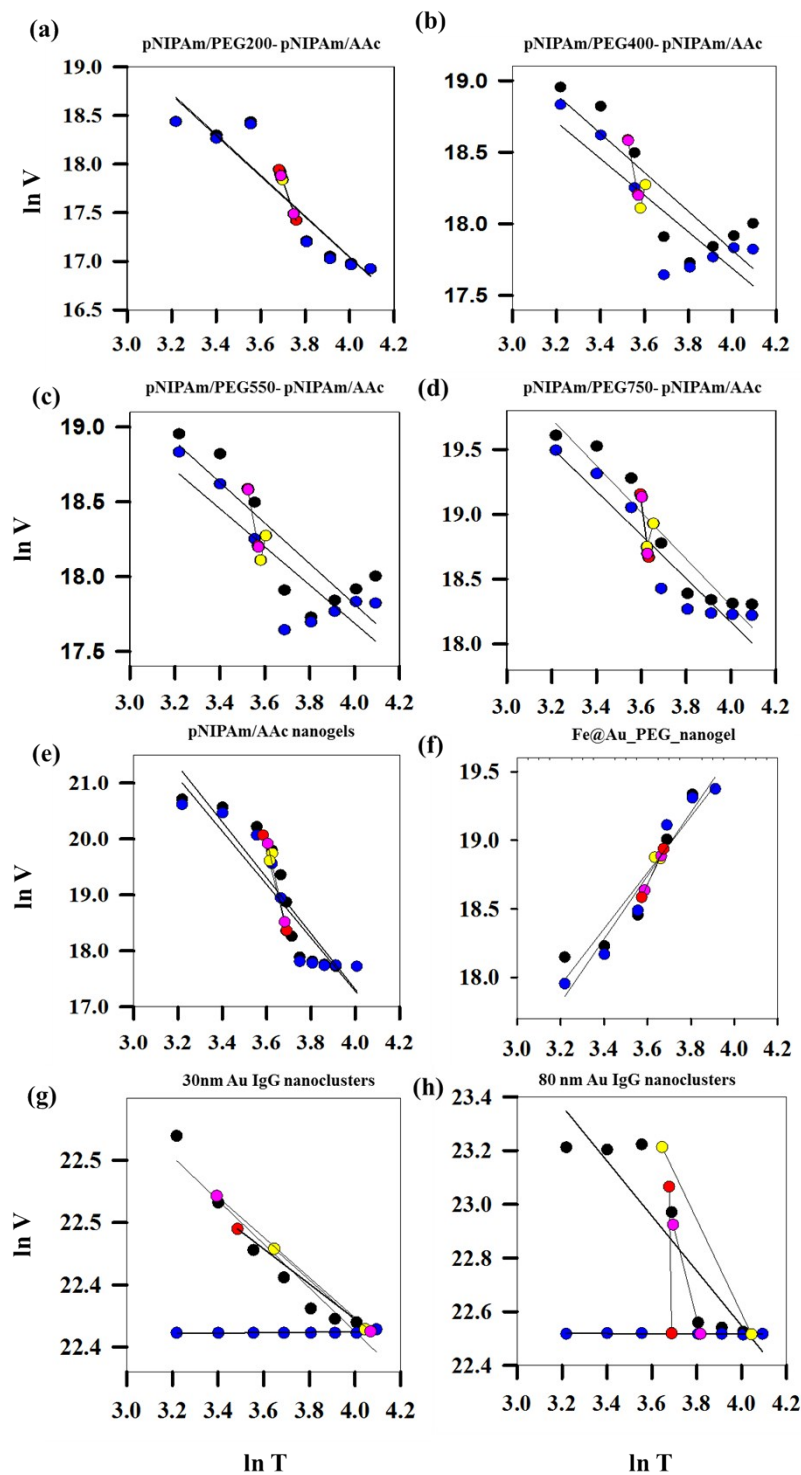 (a)
pNIPAm/PEG200- pNIPAm/AAc
19.0
18.5
18.0
17.5
17.0
16.5
ln V
3.0 3.2 3.4 3.6 3.8 4.0 4.2
(b)
pNIPAm/PEG400- pNIPAm/AAc
19.0
18.5
18.0
17.5
3.0 3.2 3.4 3.6 3.8 4.0 4.2
(c)
pNIPAm/PEG550- pNIPAm/AAc
19.0
18.5
18.0
17.5
ln V
3.0 3.2 3.4 3.6 3.8 4.0 4.2
(d)
pNIPAm/PEG750- pNIPAm/AAc
19.5
19.0
18.5
18.0
3.0 3.2 3.4 3.6 3.8 4.0 4.2
(e)
pNIPAm/AAc nanogels
21.0
20.0
19.0
18.0
17.0
ln V
3.0 3.2 3.4 3.6 3.8 4.0 4.2
(f)
Fe@Au_PEG_nanogel
19.5
19.0
18.5
18.0
3.0 3.2 3.4 3.6 3.8 4.0 4.2
(g)
30nm Au IgG nanoclusters
22.5
22.5
22.4
22.4
ln V
3.0 3.2 3.4 3.6 3.8 4.0 4.2
ln T
(h)
80 nm Au IgG nanoclusters
23.4
23.2
23.0
22.8
22.6
22.4
3.0 3.2 3.4 3.6 3.8 4.0 4.2
ln T